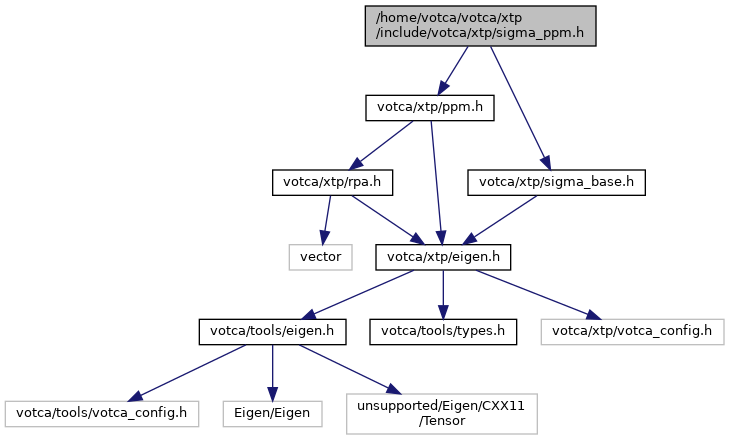 /home/votca/votca/xtp
/include/votca/xtp/sigma_ppm.h
votca/xtp/ppm.h
votca/xtp/rpa.h
votca/xtp/sigma_base.h
vector
votca/xtp/eigen.h
votca/tools/eigen.h
votca/tools/types.h
votca/xtp/votca_config.h
votca/tools/votca_config.h
Eigen/Eigen
unsupported/Eigen/CXX11
/Tensor